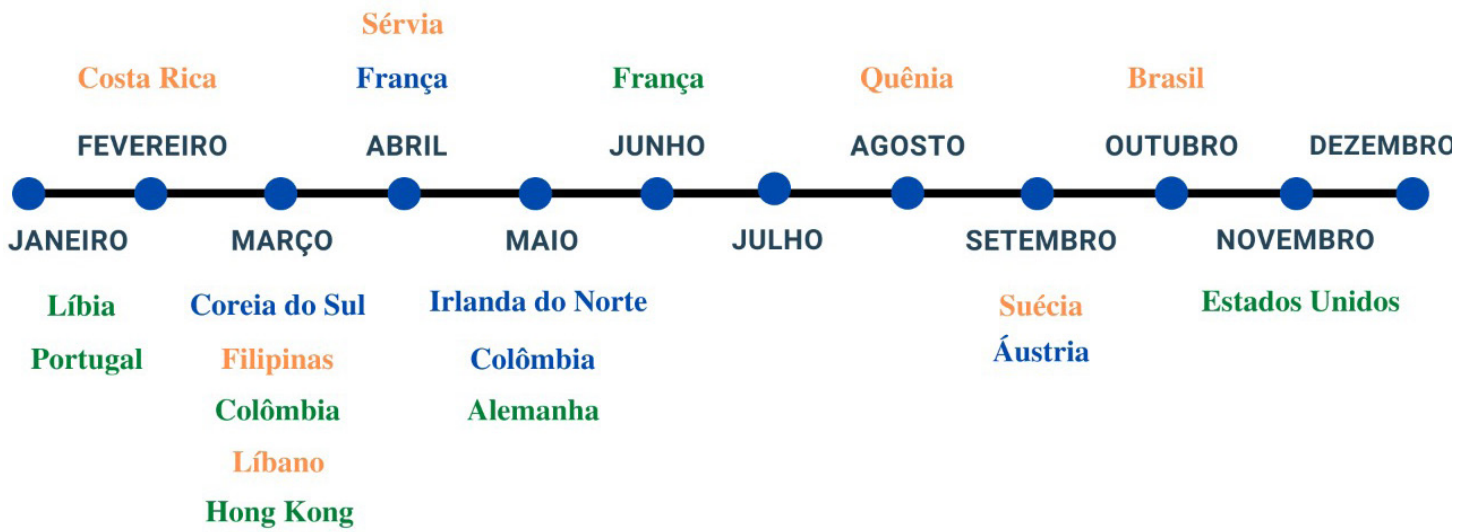 Sérvia
Costa Rica
França
França
Quênia
Brasil
FEVEREIRO
ABRIL
JUNHO
AGOSTO
OUTUBRO
DEZEMBRO
JANEIRO
MARÇO
MAIO
JULHO
SETEMBRO
NOVEMBRO
Líbia
Coreia do Sul
Irlanda do Norte
Suécia
Estados Unidos
Portugal
Filipinas
Colômbia
Áustria
Colômbia
Alemanha
Líbano
Hong Kong